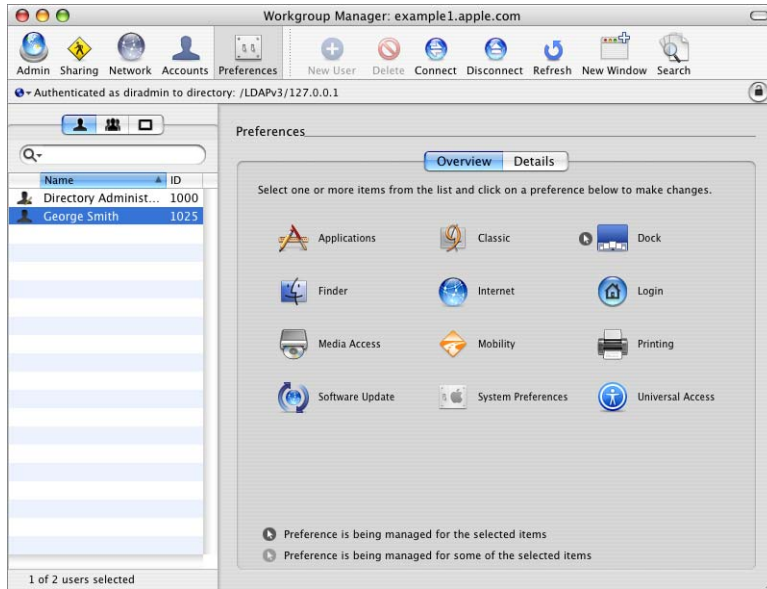 Workgroup Manager: example1.apple.com
Admin Sharing Network Accounts Preferences New User Delete Connect Disconnect Refresh New Window Search
Authenticated as diradmin to directory: /LDAPv3/127.0.0.1
Preferences
Overview Details
Name ID
Select one or more items from the list and click on a preference below to make changes.
Directory Administ... 1000
George Smith 1025
Applications Classic Dock
Finder Internet Login
Media Access Mobility Printing
Software Update System Preferences Universal Access
Preference is being managed for the selected items
Preference is being managed for some of the selected items
1 of 2 users selected